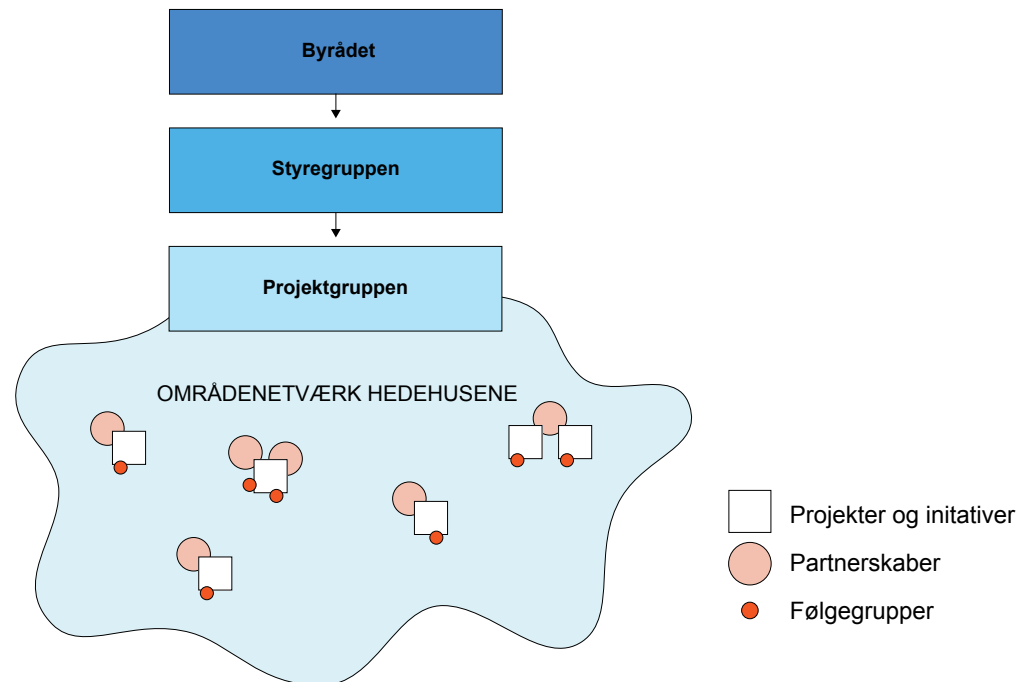 Byrådet
Styregruppen
Projektgruppen
OMRÅDENETVÆRK HEDEHUSENE
Projekter og initativer
Partnerskaber
Følgegrupper